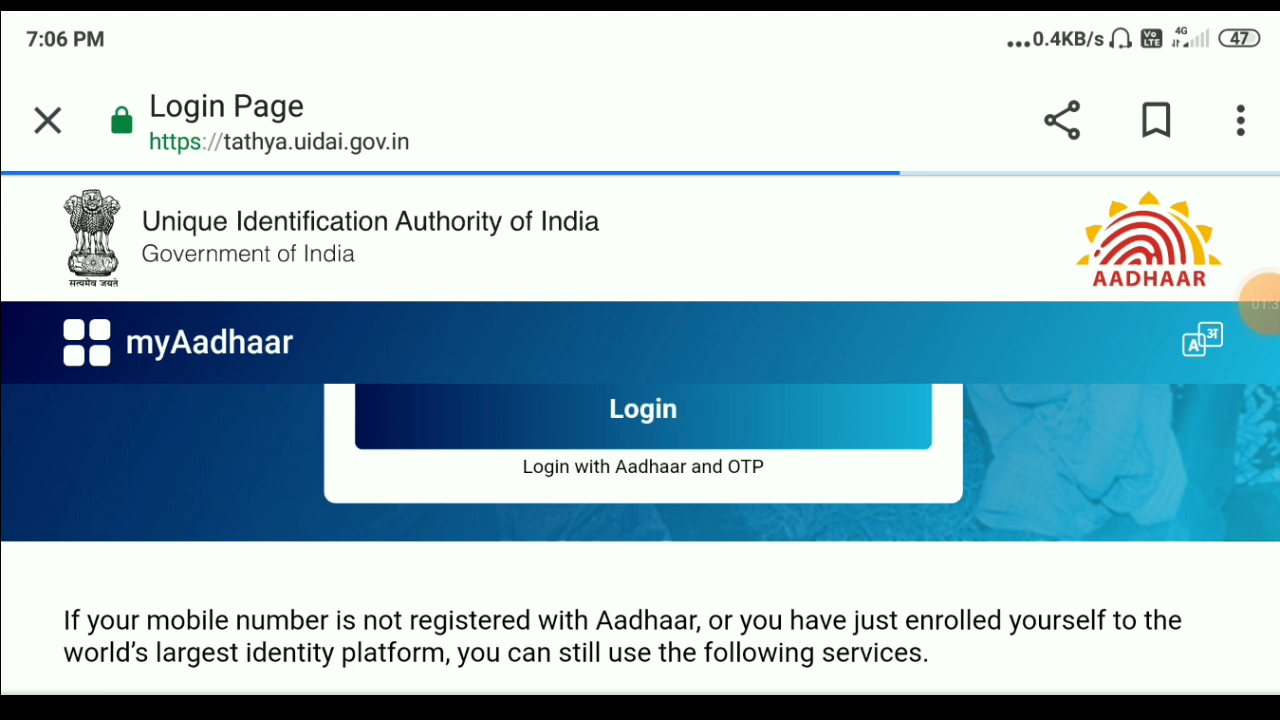 7:06 PM
...0.4KB/s Vo LTE 4G 47
Login Page
https://tathya.uidai.gov.in
Unique Identification Authority of India
Government of India
सत्यमेव जयते
AADHAAR
myAadhaar
A अ
Login
Login with Aadhaar and OTP
If your mobile number is not registered with Aadhaar, or you have just enrolled yourself to the
world’s largest identity platform, you can still use the following services.